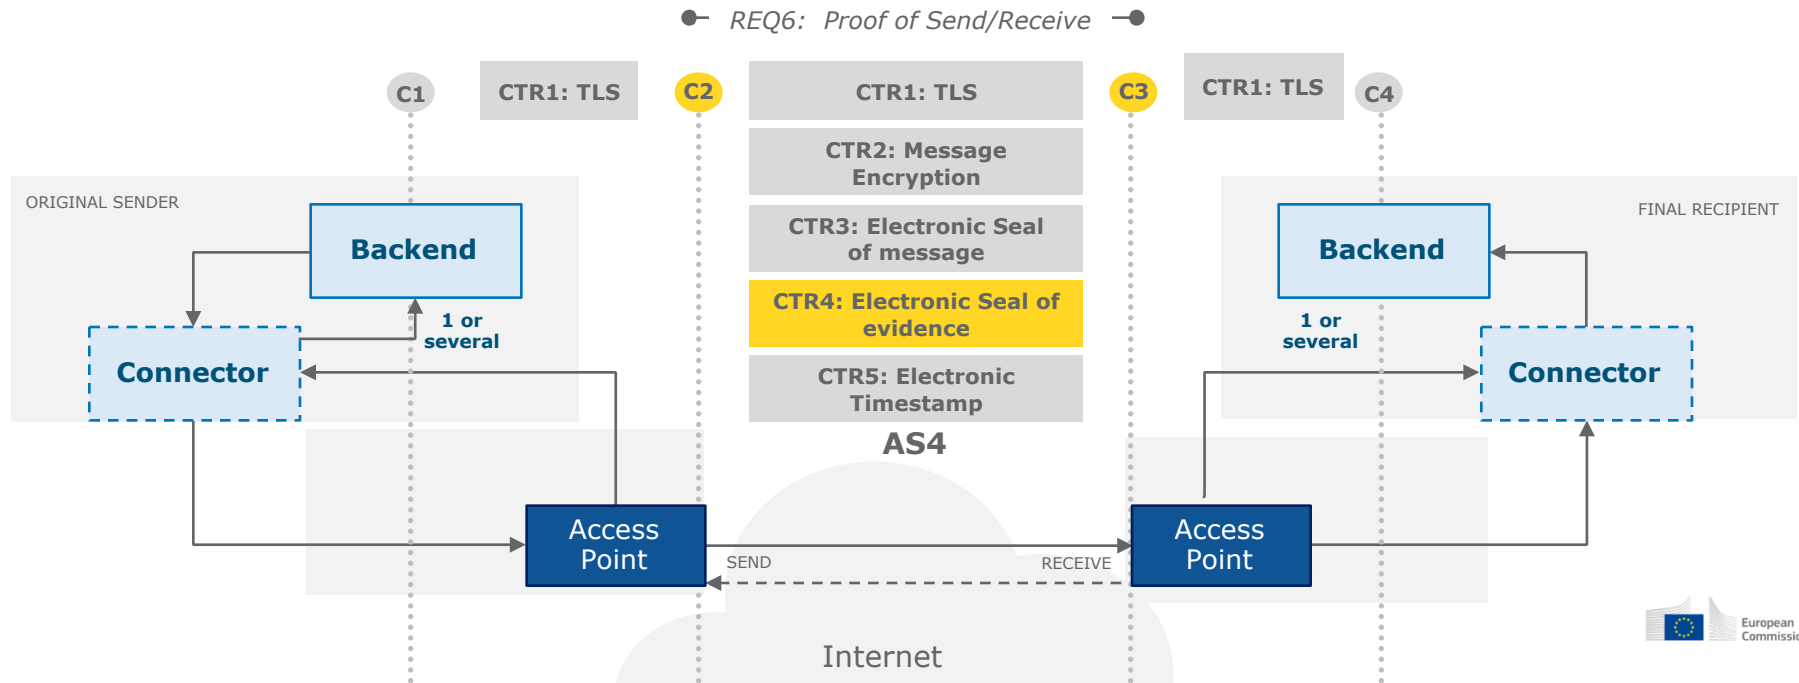 REQ6: Proof of Send/Receive
C1
CTR1: TLS
C2
CTR1: TLS
C3
CTR1: TLS
C4
CTR2: Message
Encryption
CTR3: Electronic Seal
of message
CTR4: Electronic Seal of
evidence
CTR5: Electronic
Timestamp
AS4
ORIGINAL SENDER
Backend
1 or
several
Connector
Access
Point
SEND
RECEIVE
Access
Point
FINAL RECIPIENT
Backend
1 or
several
Connector
Internet
European
Commissio